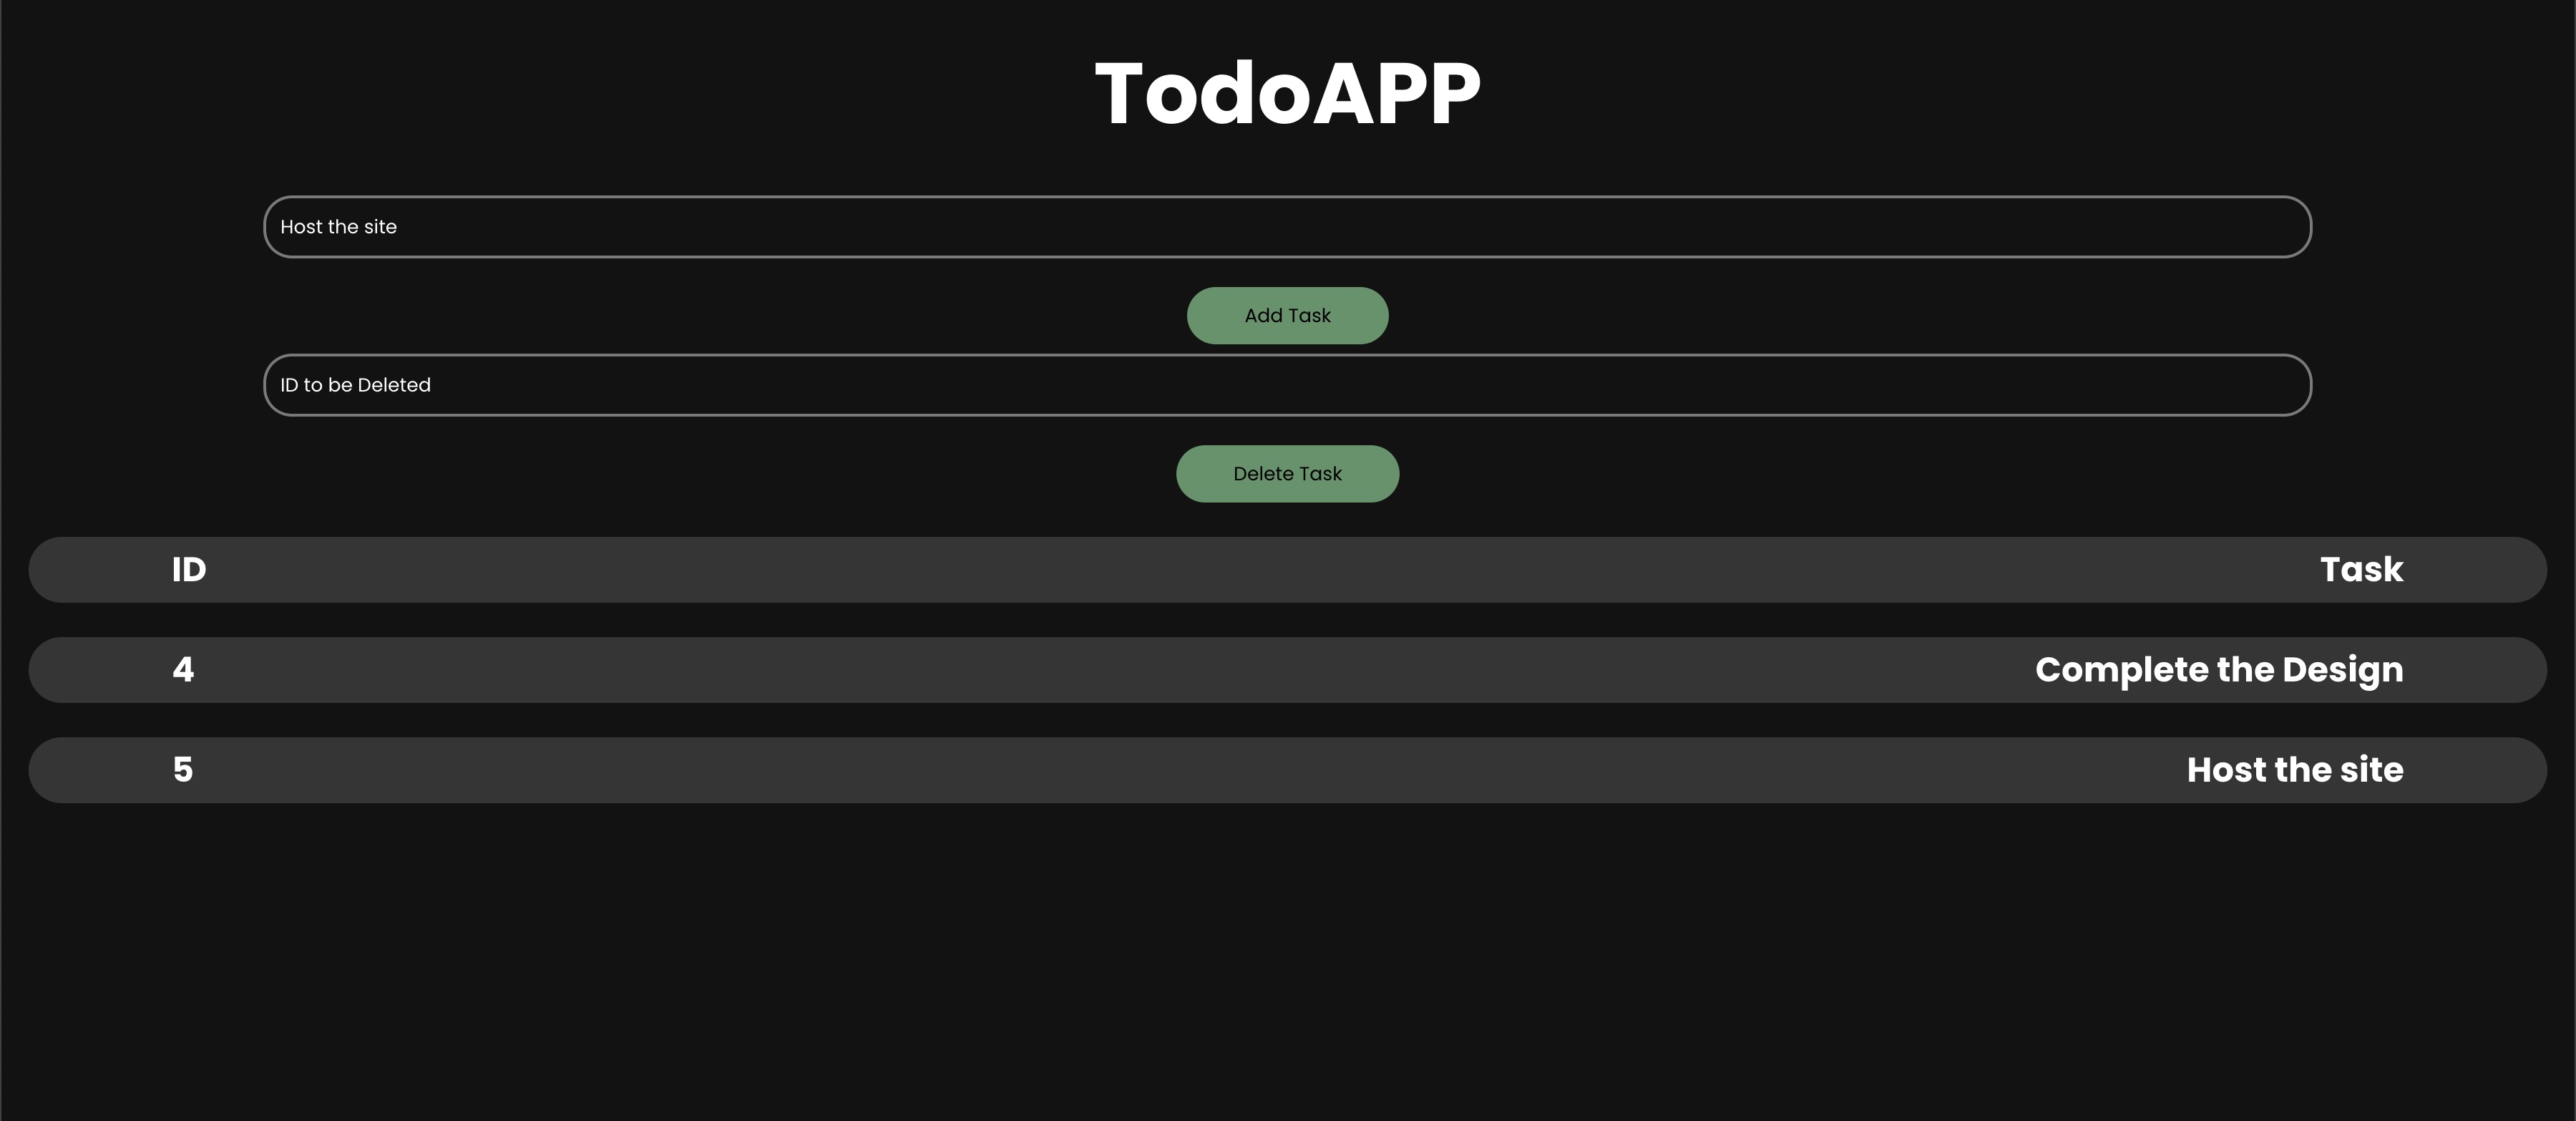 TodoAPP
Host the site
Add Task
ID to be Deleted
Delete Task
ID Task
4 Complete the Design
5 Host the site